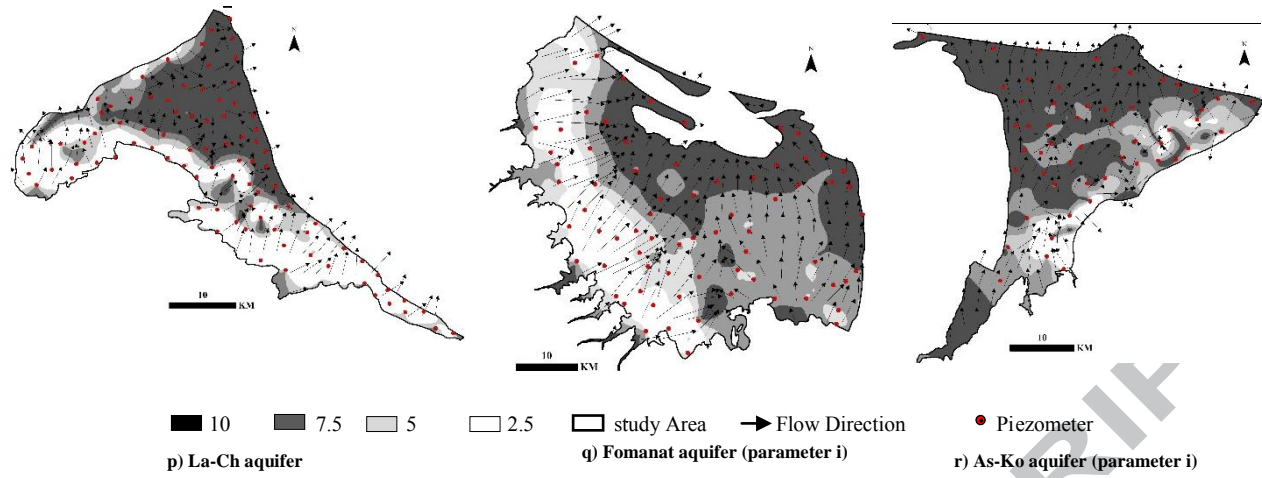 N
N
10
KM
10
KM
10
KM
10 7.5 5 2.5 study Area Flow Direction Piezometer
p) La-Ch aquifer q) Fomanat aquifer (parameter i) r) As-Ko aquifer (parameter i)